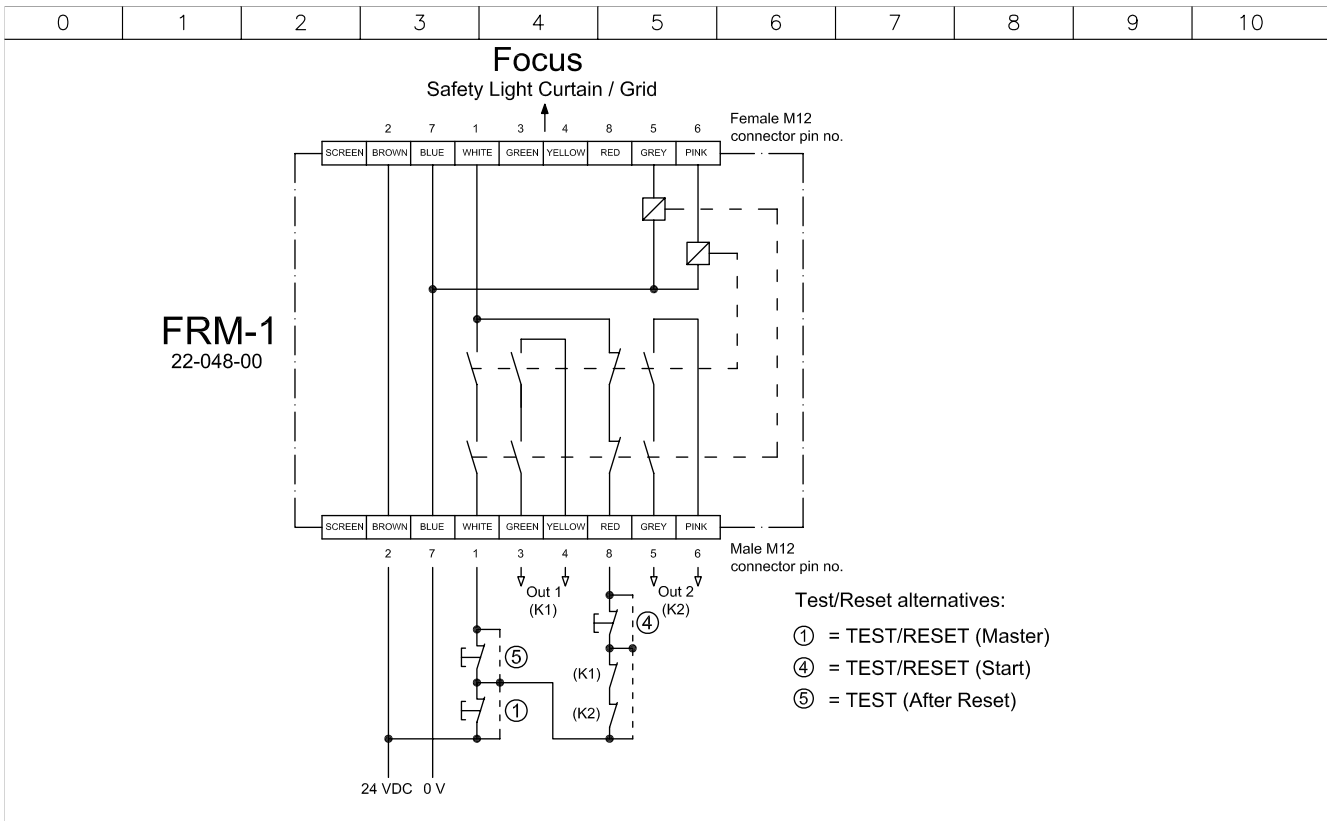 0 1 2 3 4 5 6 7 8 9 10
Focus
Safety Light Curtain / Grid
2 7 1 3 4 8 5 6
Female M12
connector pin no.
SCREEN BROWN BLUE WHITE GREEN YELLOW RED GREY PINK
FRM-1
22-048-00
SCREEN BROWN BLUE WHITE GREEN YELLOW RED GREY PINK
2 7 1 3 4 8 5 6
Male M12
connector pin no.
Out 1
(K1)
Out 2
(K2)
④
⑤
(K1)
①
(K2)
24 VDC 0 V
Test/Reset alternatives:
① = TEST/RESET (Master)
④ = TEST/RESET (Start)
⑤ = TEST (After Reset)